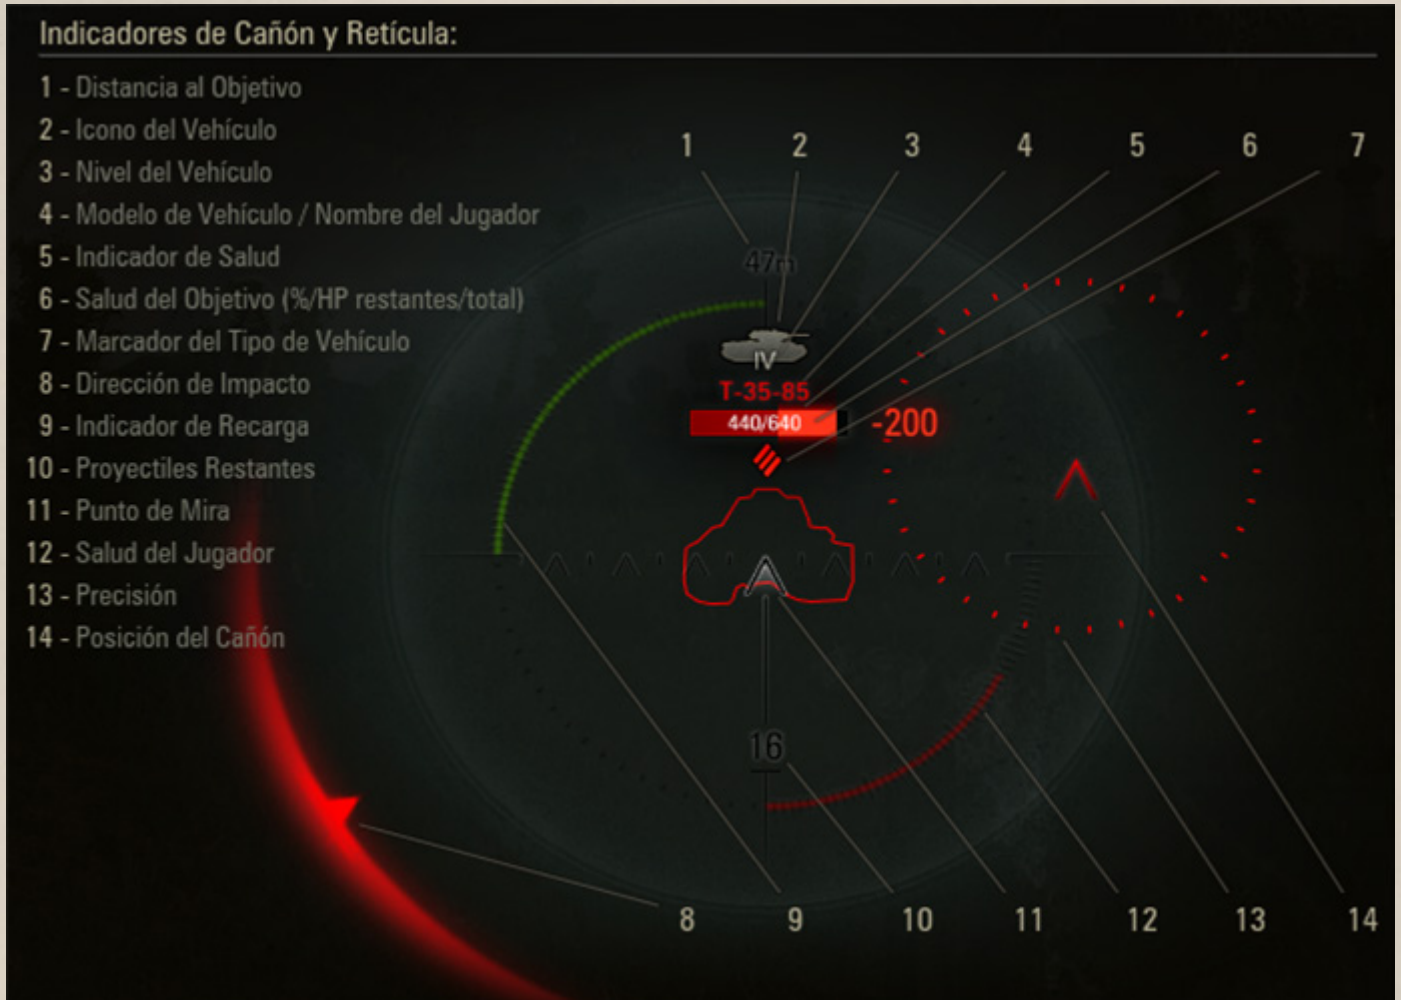 Indicadores de Cañón y Retícula:
1 - Distancia al Objetivo
2 - Icono del Vehículo
3 - Nivel del Vehículo
4 - Modelo de Vehículo / Nombre del Jugador
5 - Indicador de Salud
6 - Salud del Objetivo (%/HP restantes/total)
7 - Marcador del Tipo de Vehículo
8 - Dirección de Impacto
9 - Indicador de Recarga
10 - Proyectiles Restantes
11 - Punto de Mira
12 - Salud del Jugador
13 - Precisión
14 - Posición del Cañón
1 2 3 4 5 6 7
47m
IV
T-35-85
440/640 -200
16
8 9 10 11 12 13 14